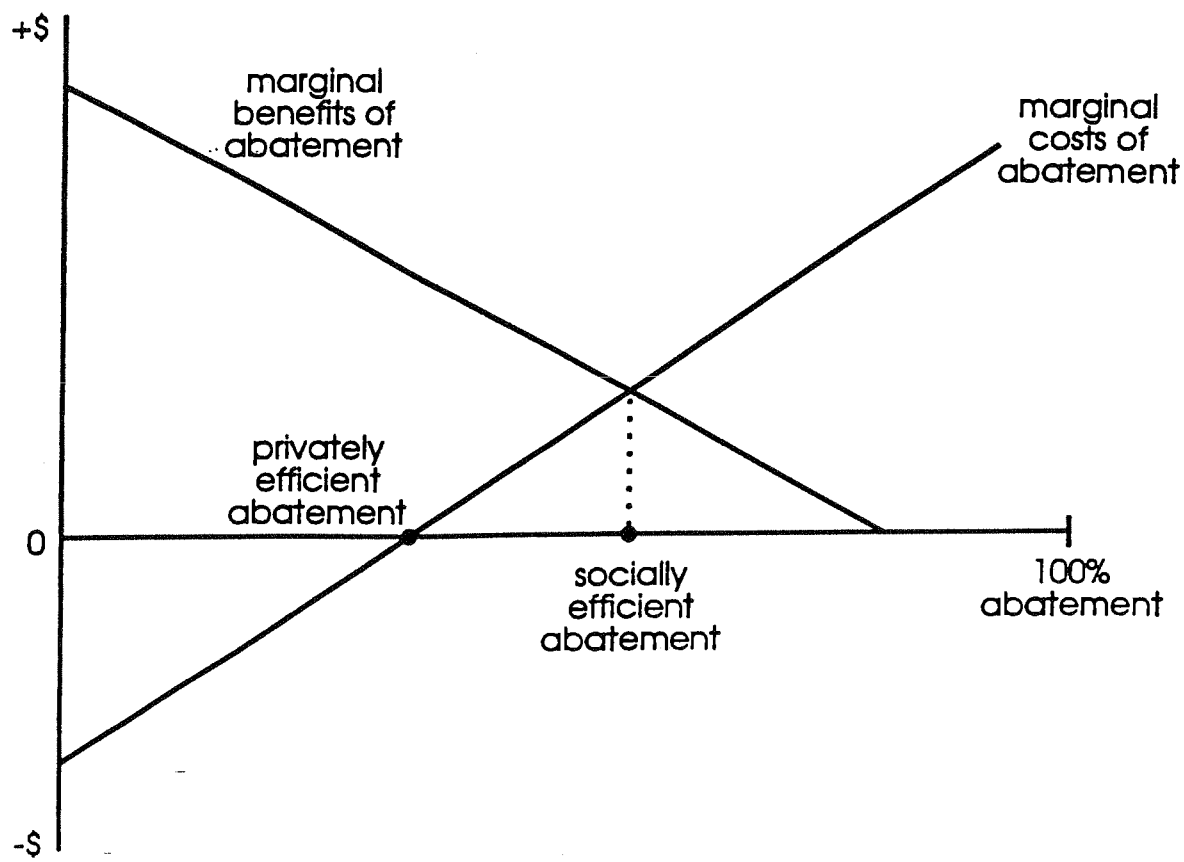 +$
marginal
benefits of
abatement
marginal
costs of
abatement
privately
efficient
abatement
0
socially
efficient
abatement
100%
abatement
-$